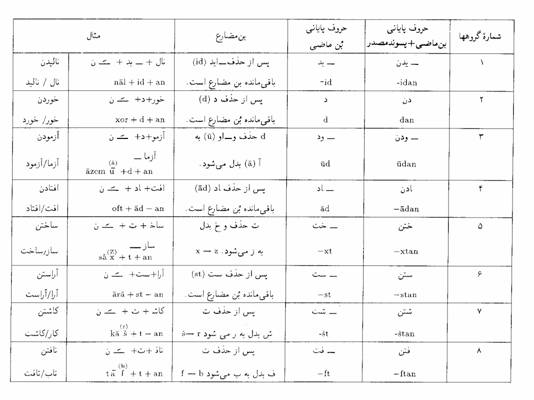 شمارهٔ گروهها
حروف پایانی
بن‌ماضی+پسوندمصدر
حروف پایانی
بُن ماضی
بن‌مضارع
مثال
۱
ــ یدن
ــ ید
پس از حذف‌ــ‌اید (id)
نال + ــ ید + ــَ ن
نالیدن
-idan
-id
باقی‌مانده بن مضارع است.
nāl + id + an
نال / نالید
۲
دن
د
پس از حذف د (d)
خور+د+ ــَ ن
خوردن
dan
d
باقی‌مانده بُن مضارع است.
xor + d + an
خور/ خورد
۳
ــ ودن
ــ ود
d حذف و‌ــ‌او (ū) به
آزمو+د+ ــَ ن
آزمودن
آزما ــ
ūdan
ūd
آ (ā) بدل می‌شود.
(ā)
āzem ū +d + an
آزما/آزمود
۴
ادن
ــ اد
پس از حذف اد (ād)
افت+ اد + ــَ ن
افتادن
-ādan
ād
باقی‌مانده بُن مضارع است.
oft + ād – an
افت/افتاد
۵
ختن
ــ خت
ت حذف و خ بدل
ساخ + ت + ــَ ن
ساختن
ساز ــ
-xtan
-xt
به ز می‌شود. x → z
(z)
sā x + t + an
ساز/ساخت
۶
ستن
ــ ست
پس از حذف ست (st)
آرا+ست+ ــَ ن
آراستن
-stan
-st
باقی‌مانده بُن مضارع است.
ārā + st – an
آرا/آراست
۷
شتن
ــ شت
پس از حذف ت
کاش + ت + ــَ ن
کاشتن
-štan
-št
ش بدل به ر می شود š→ r
(r)
kā š + t – an
کار/کاشت
۸
فتن
ــ فت
پس از حذف ت
تاف +ت+ ــَ ن
تافتن
-ftan
-ft
ف بدل به ب می‌شود f → b
(b)
tā f + t – an
تاب/تافت